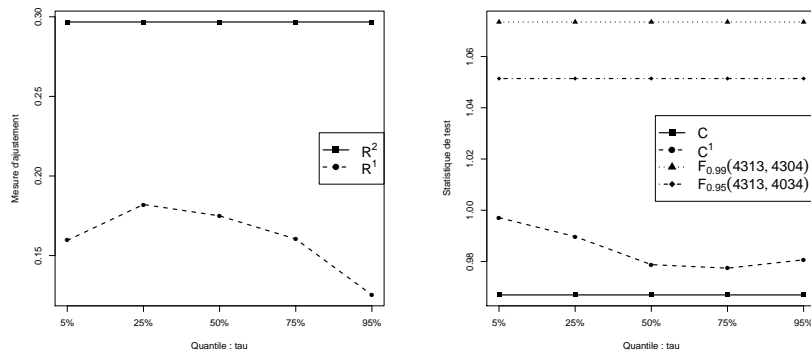 Mesure d'ajustement
0.30
0.25
0.20
0.15
R²
R¹
5%
25%
50%
75%
95%
Quantile : tau
Statistique de test
1.06
1.04
1.02
1.00
0.98
C
C¹
F0.99(4313, 4304)
F0.95(4313, 4034)
5%
25%
50%
75%
95%
Quantile : tau